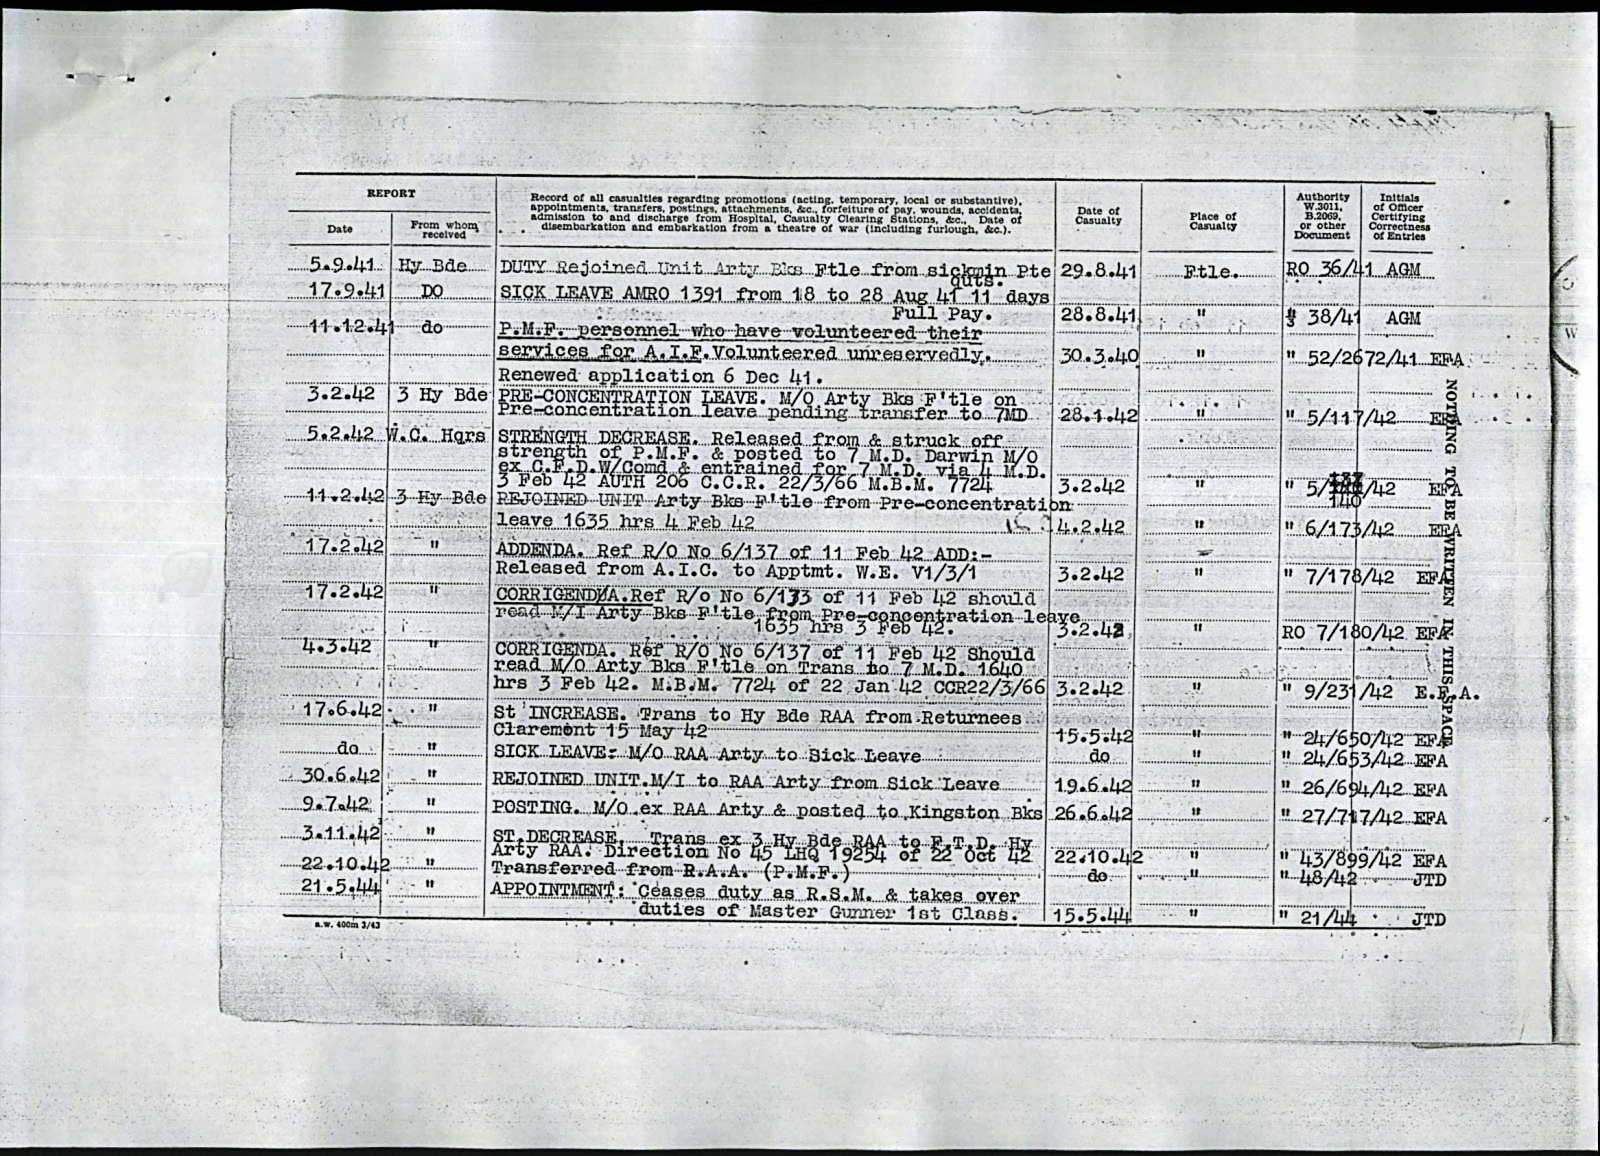 REPORT
Date
From whom received
Record of all casualties regarding promotions (acting, temporary, local or substantive),
appointments, transfers, postings, attachments, &c., forfeiture of pay, wounds, accidents,
admission to and discharge from Hospital, Casualty Clearing Stations, &c., Date of
disembarkation and embarkation from a theatre of war (including furlough, &c.).
Date of Casualty
Place of Casualty
Authority W.3011, B.2069, or other Document
Initials of Officer Certifying Correctness of Entries
5.9.41 Hy Bde DUTY Rejoined Unit Arty Bks Ftle from sickmin Pte 29.8.41 Ftle. RO 36/41 AGM
quts.
17.9.41 DO SICK LEAVE AMRO 1391 from 18 to 28 Aug 41 11 days
Full Pay. 28.8.41 " " 38/41 AGM
11.12.41 do P.M.F. personnel who have volunteered their
services for A.I.F. Volunteered unreservedly. 30.3.40 " " 52/2672/41 EFA
Renewed application 6 Dec 41.
3.2.42 3 Hy Bde PRE-CONCENTRATION LEAVE. M/O Arty Bks F'tle on
Pre-concentration leave pending transfer to 7MD 28.1.42 " " 5/117/42 EFA
5.2.42 W.C. Hqrs STRENGTH DECREASE. Released from & struck off
strength of P.M.F. & posted to 7 M.D. Darwin M/O
ex C.F.D.W/Comd & entrained for 7 M.D. via 4 M.D.
3 Feb 42 AUTH 206 C.C.R. 22/3/66 M.B.M. 7724 3.2.42 " " 5/137/42 EFA
140
11.2.42 3 Hy Bde REJOINED UNIT Arty Bks F'tle from Pre-concentration
leave 1635 hrs 4 Feb 42 4.2.42 " " 6/173/42 EFA
17.2.42 " ADDENDA. Ref R/O No 6/137 of 11 Feb 42 ADD:-
Released from A.I.C. to Apptmt. W.E. V1/3/1 3.2.42 " " 7/178/42 EFA
17.2.42 " CORRIGENDA. Ref R/o No 6/173 of 11 Feb 42 should
read M/I Arty Bks F'tle from Pre-concentration leave
1635 hrs 3 Feb 42. 3.2.42 " RO 7/180/42 EFA
4.3.42 " CORRIGENDA. Ref R/O No 6/137 of 11 Feb 42 Should
read M/O Arty Bks F'tle on Trans to 7 M.D. 1640
hrs 3 Feb 42. M.B.M. 7724 of 22 Jan 42 CCR22/3/66 3.2.42 " " 9/231/42 E.F.A.
17.6.42 " St INCREASE. Trans to Hy Bde RAA from Returnees
Claremont 15 May 42 15.5.42 " " 24/650/42 EFA
do " SICK LEAVE: M/O RAA Arty to Sick Leave do " " 24/653/42 EFA
30.6.42 " REJOINED UNIT. M/I to RAA Arty from Sick Leave 19.6.42 " " 26/694/42 EFA
9.7.42 " POSTING. M/O ex RAA Arty & posted to Kingston Bks 26.6.42 " " 27/717/42 EFA
3.11.42 " ST.DECREASE. Trans ex 3 Hy Bde RAA to F.T.D. Hy
Arty RAA. Direction No 45 LHQ 19254 of 22 Oct 42 22.10.42 " " 43/899/42 EFA
22.10.42 " Transferred from R.A.A. (P.M.F.) do " " 48/42 JTD
21.5.44 " APPOINTMENT: Ceases duty as R.S.M. & takes over
duties of Master Gunner 1st Class. 15.5.44 " " 21/44 JTD
a.w. 400m 3/43
NOTHING TO BE WRITTEN IN THIS SPACE